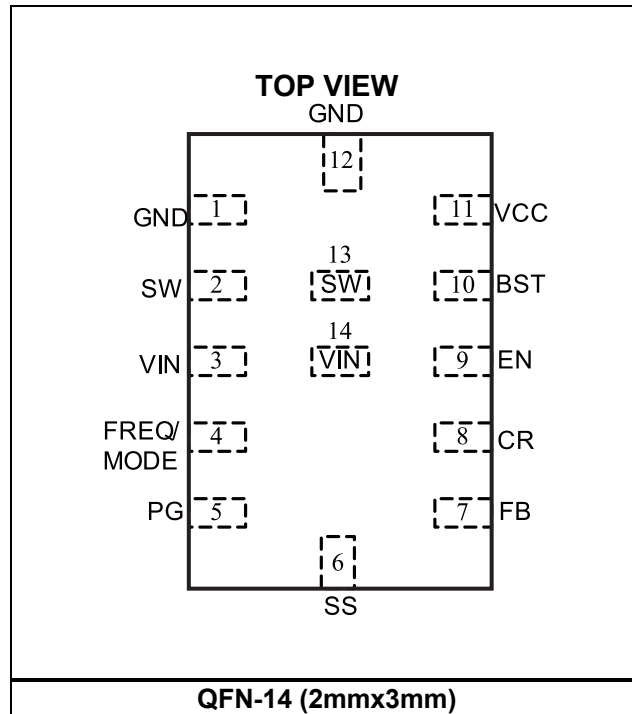 TOP VIEW
GND
12
GND 1
11 VCC
13
SW 2
SW
10 BST
14
VIN 3
VIN
9 EN
FREQ/
MODE
4
8 CR
PG 5
7 FB
6
SS
QFN-14 (2mmx3mm)